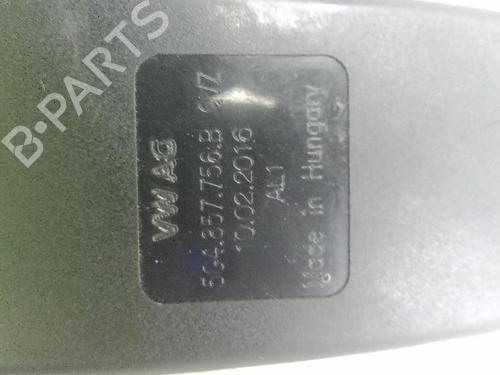 B-PARTS
VW AG
5G4.857.756.B
10.02.2016
AL1
Made in Hungary